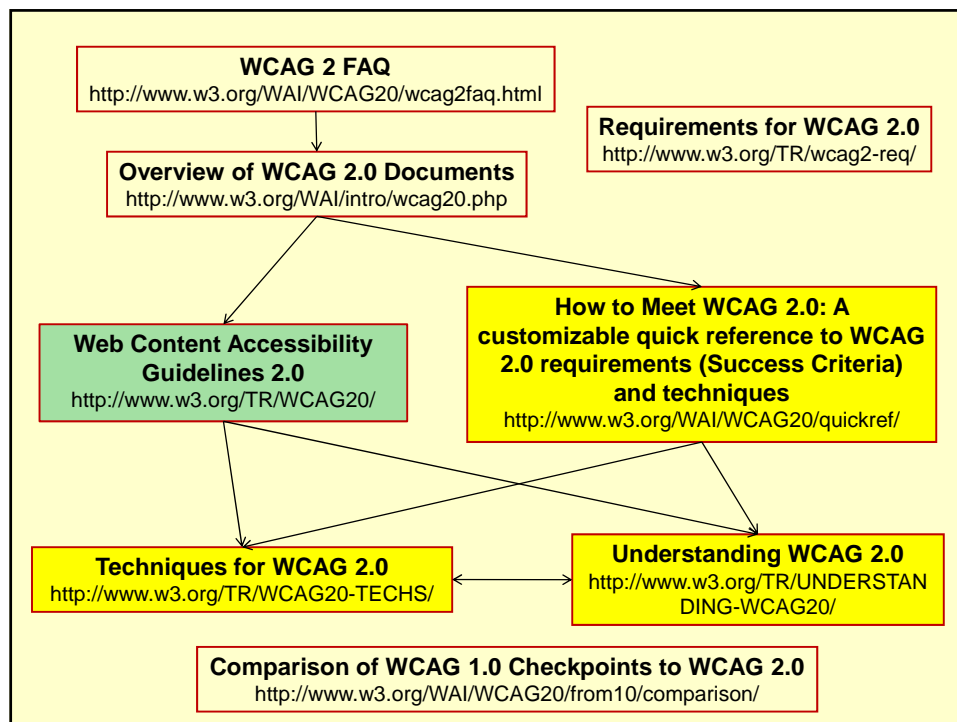 WCAG 2 FAQ
http://www.w3.org/WAI/WCAG20/wcag2faq.html
Requirements for WCAG 2.0
http://www.w3.org/TR/wcag2-req/
Overview of WCAG 2.0 Documents
http://www.w3.org/WAI/intro/wcag20.php
How to Meet WCAG 2.0: A
customizable quick reference to WCAG
2.0 requirements (Success Criteria)
and techniques
http://www.w3.org/WAI/WCAG20/quickref/
Web Content Accessibility
Guidelines 2.0
http://www.w3.org/TR/WCAG20/
Techniques for WCAG 2.0
http://www.w3.org/TR/WCAG20-TECHS/
Understanding WCAG 2.0
http://www.w3.org/TR/UNDERSTAN
DING-WCAG20/
Comparison of WCAG 1.0 Checkpoints to WCAG 2.0
http://www.w3.org/WAI/WCAG20/from10/comparison/